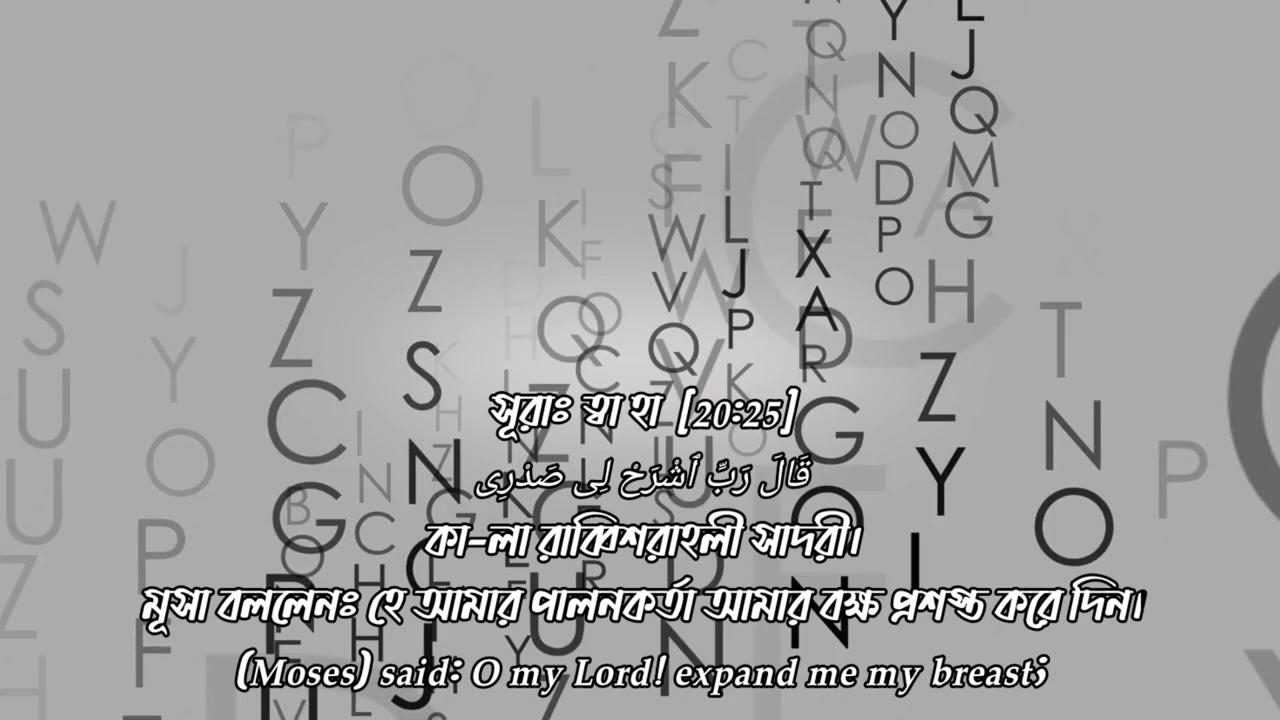 সূরাঃ ত্বা হা [20:25]
قَالَ رَبِّ ٱشْرَحْ لِى صَدْرِى
কা-লা রাব্বিশরাহলী সাদরী।
মূসা বললেনঃ হে আমার পালনকর্তা আমার বক্ষ প্রশস্ত করে দিন।
(Moses) said: O my Lord! expand me my breast;